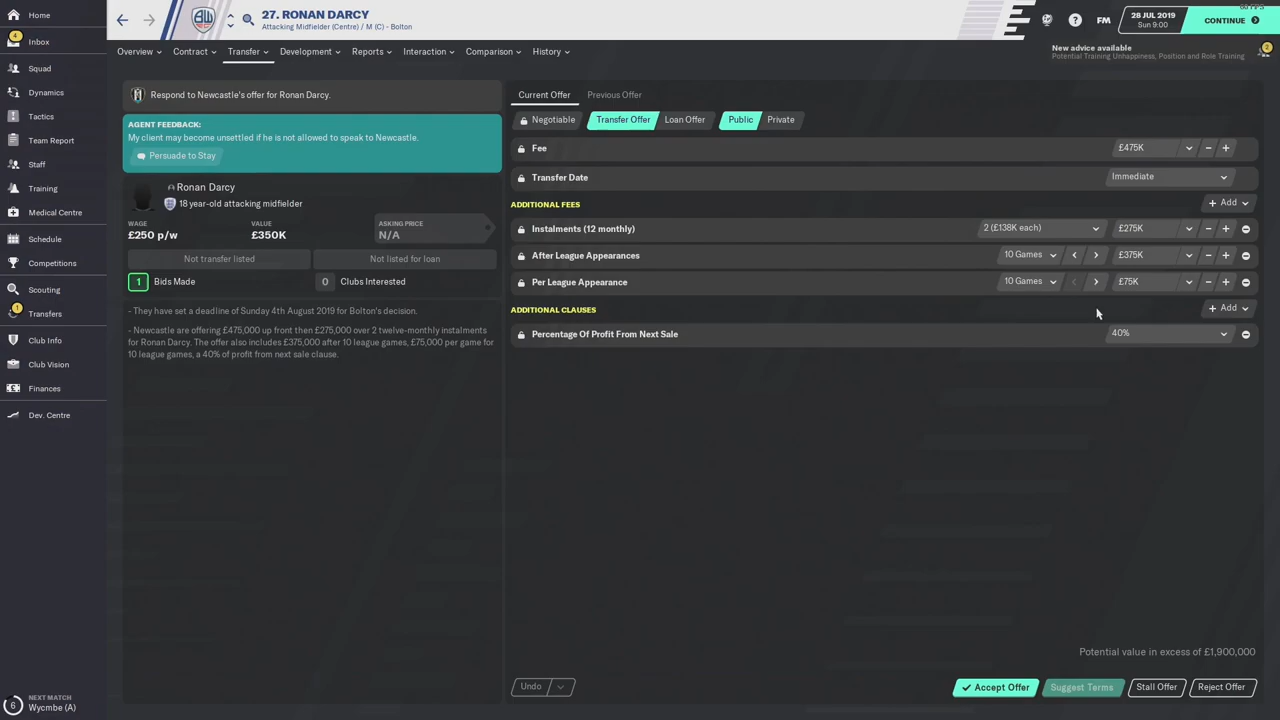 60 FPS
Home
4
Inbox
Squad
Dynamics
Tactics
Team Report
Staff
Training
Medical Centre
Schedule
Competitions
Scouting
1
Transfers
Club Info
Club Vision
Finances
Dev. Centre
6
NEXT MATCH
Wycombe (A)
27. RONAN DARCY
Attacking Midfielder (Centre) / M (C) - Bolton
FM
28 JUL 2019
Sun 9:00
CONTINUE
Overview
Contract
Transfer
Development
Reports
Interaction
Comparison
History
New advice available
Potential Training Unhappiness, Position and Role Training
2
Respond to Newcastle's offer for Ronan Darcy.
AGENT FEEDBACK:
My client may become unsettled if he is not allowed to speak to Newcastle.
Persuade to Stay
Ronan Darcy
18 year-old attacking midfielder
WAGE
£250 p/w
VALUE
£350K
ASKING PRICE
N/A
Not transfer listed
Not listed for loan
1 Bids Made
0 Clubs Interested
- They have set a deadline of Sunday 4th August 2019 for Bolton's decision.
- Newcastle are offering £475,000 up front then £275,000 over 2 twelve-monthly instalments
for Ronan Darcy. The offer also includes £375,000 after 10 league games, £75,000 per game for
10 league games, a 40% of profit from next sale clause.
Current Offer
Previous Offer
Negotiable
Transfer Offer
Loan Offer
Public
Private
Fee £475K
Transfer Date Immediate
ADDITIONAL FEES
+ Add
Instalments (12 monthly) 2 (£138K each) £275K
After League Appearances 10 Games £375K
Per League Appearance 10 Games £75K
ADDITIONAL CLAUSES
+ Add
Percentage Of Profit From Next Sale 40%
Potential value in excess of £1,900,000
Undo
Accept Offer
Suggest Terms
Stall Offer
Reject Offer